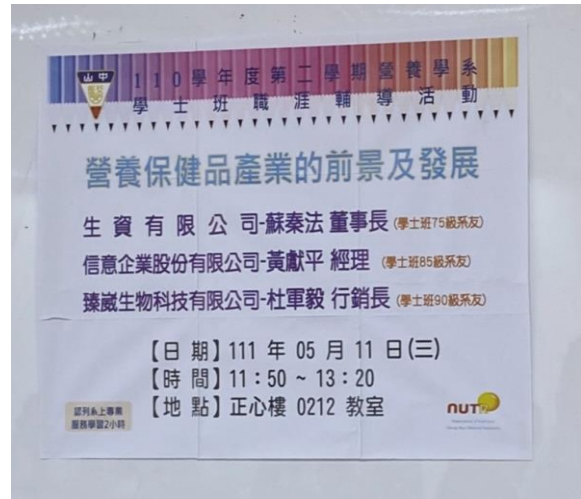 中山
110學年度第二學期營養學系
學士班職涯輔導活動
營養保健品產業的前景及發展
生資有限公司-蘇秦法 董事長 (學士班75級系友)
信意企業股份有限公司-黃獻平 經理 (學士班85級系友)
臻崴生物科技有限公司-杜軍毅 行銷長 (學士班90級系友)
【日 期】111 年 05 月 11 日(三)
【時 間】11:50 ~ 13:20
【地 點】正心樓 0212 教室
認列系上專業
服務學習2小時